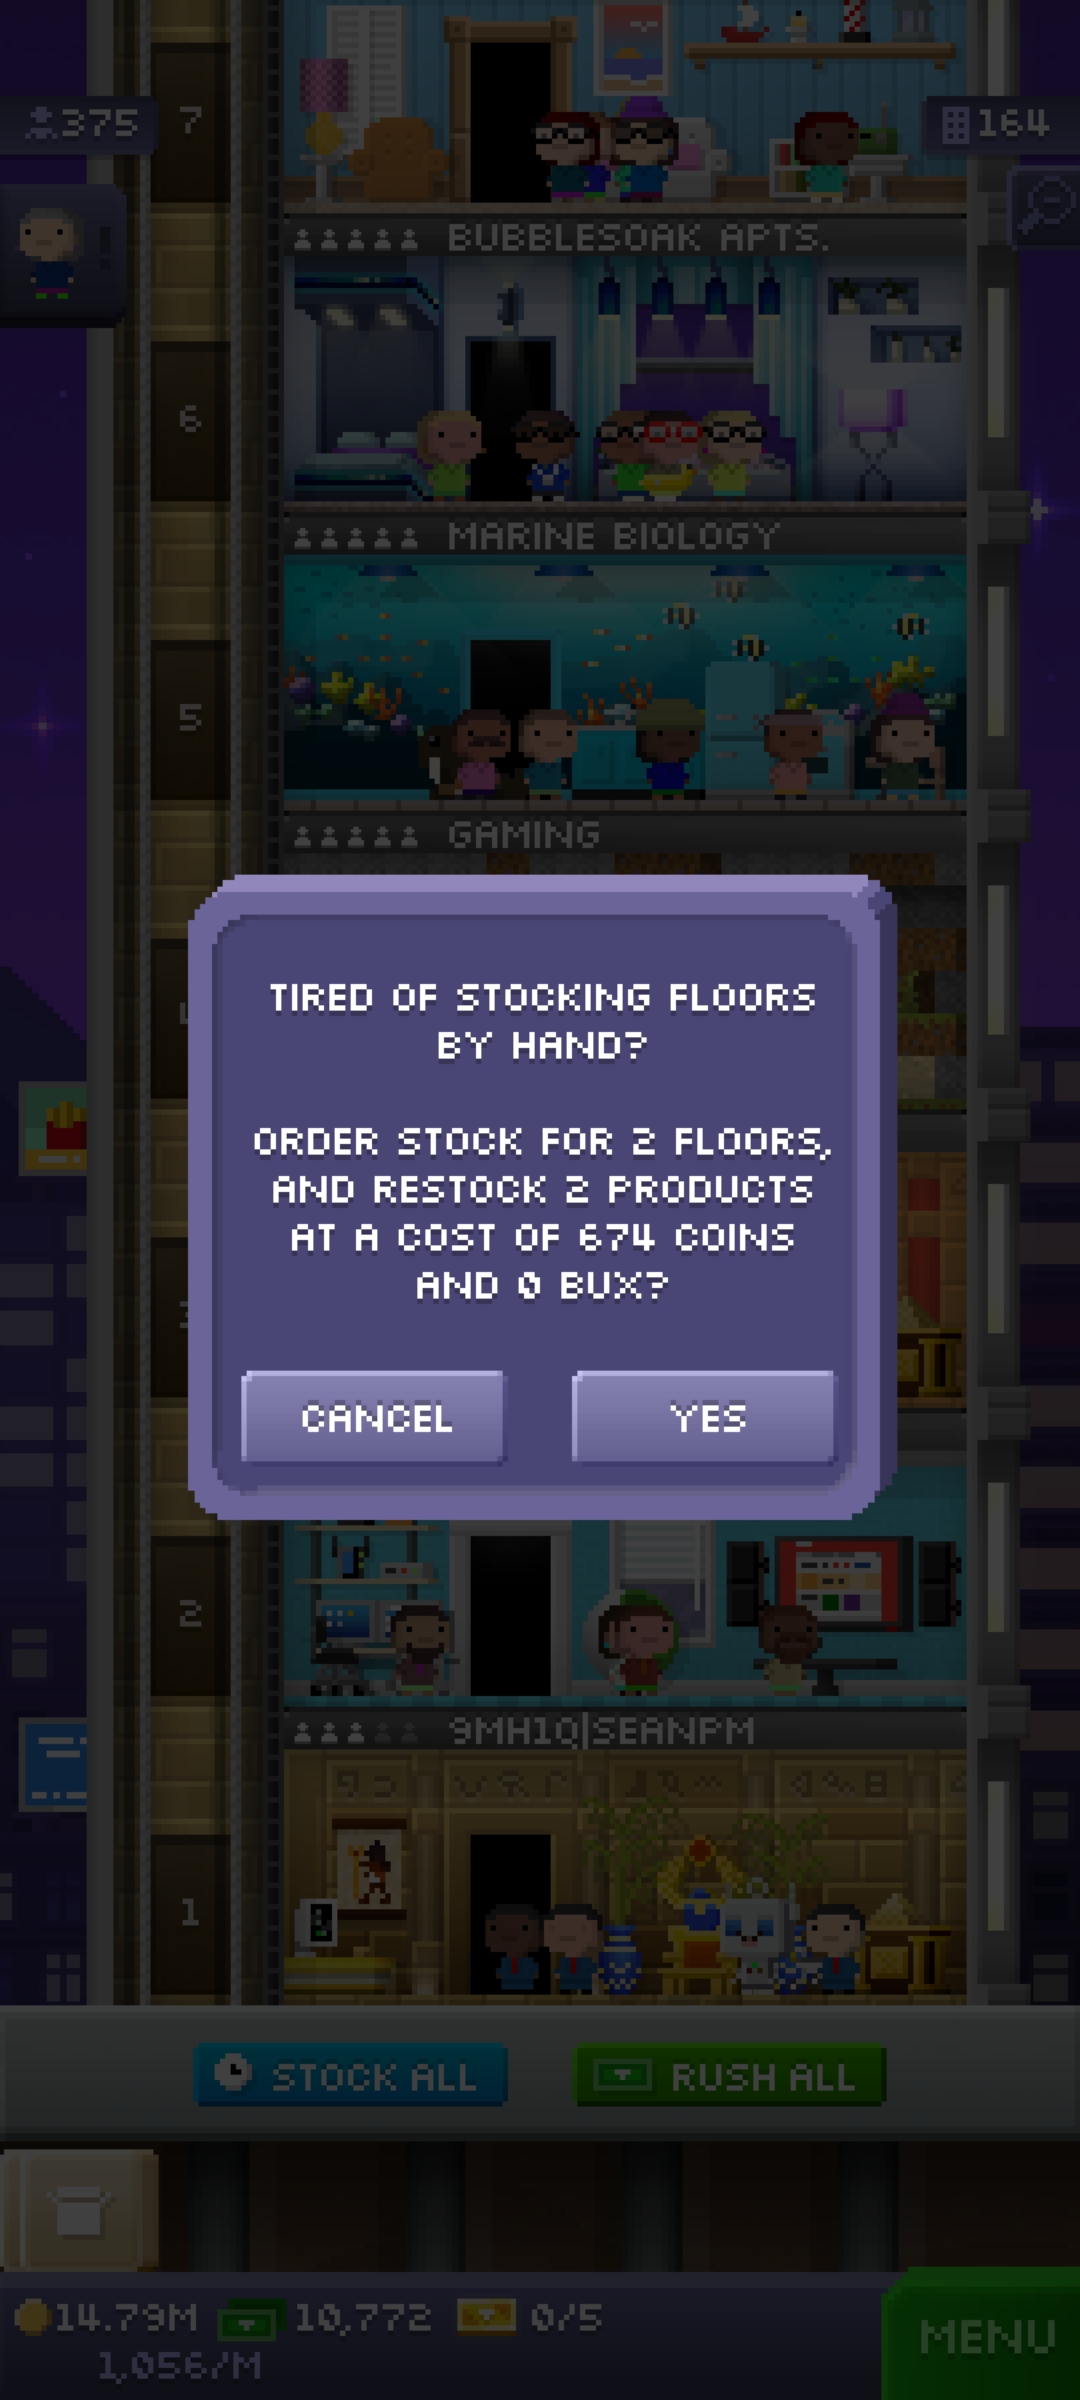 375
7
164
BUBBLESOAK APTS.
6
MARINE BIOLOGY
5
GAMING
TIRED OF STOCKING FLOORS
BY HAND?
ORDER STOCK FOR 2 FLOORS,
AND RESTOCK 2 PRODUCTS
AT A COST OF 674 COINS
AND 0 BUX?
CANCEL
YES
2
9MH1Q|SEANPM
1
STOCK ALL
RUSH ALL
14.79M
10,772
0/5
1,056/M
MENU